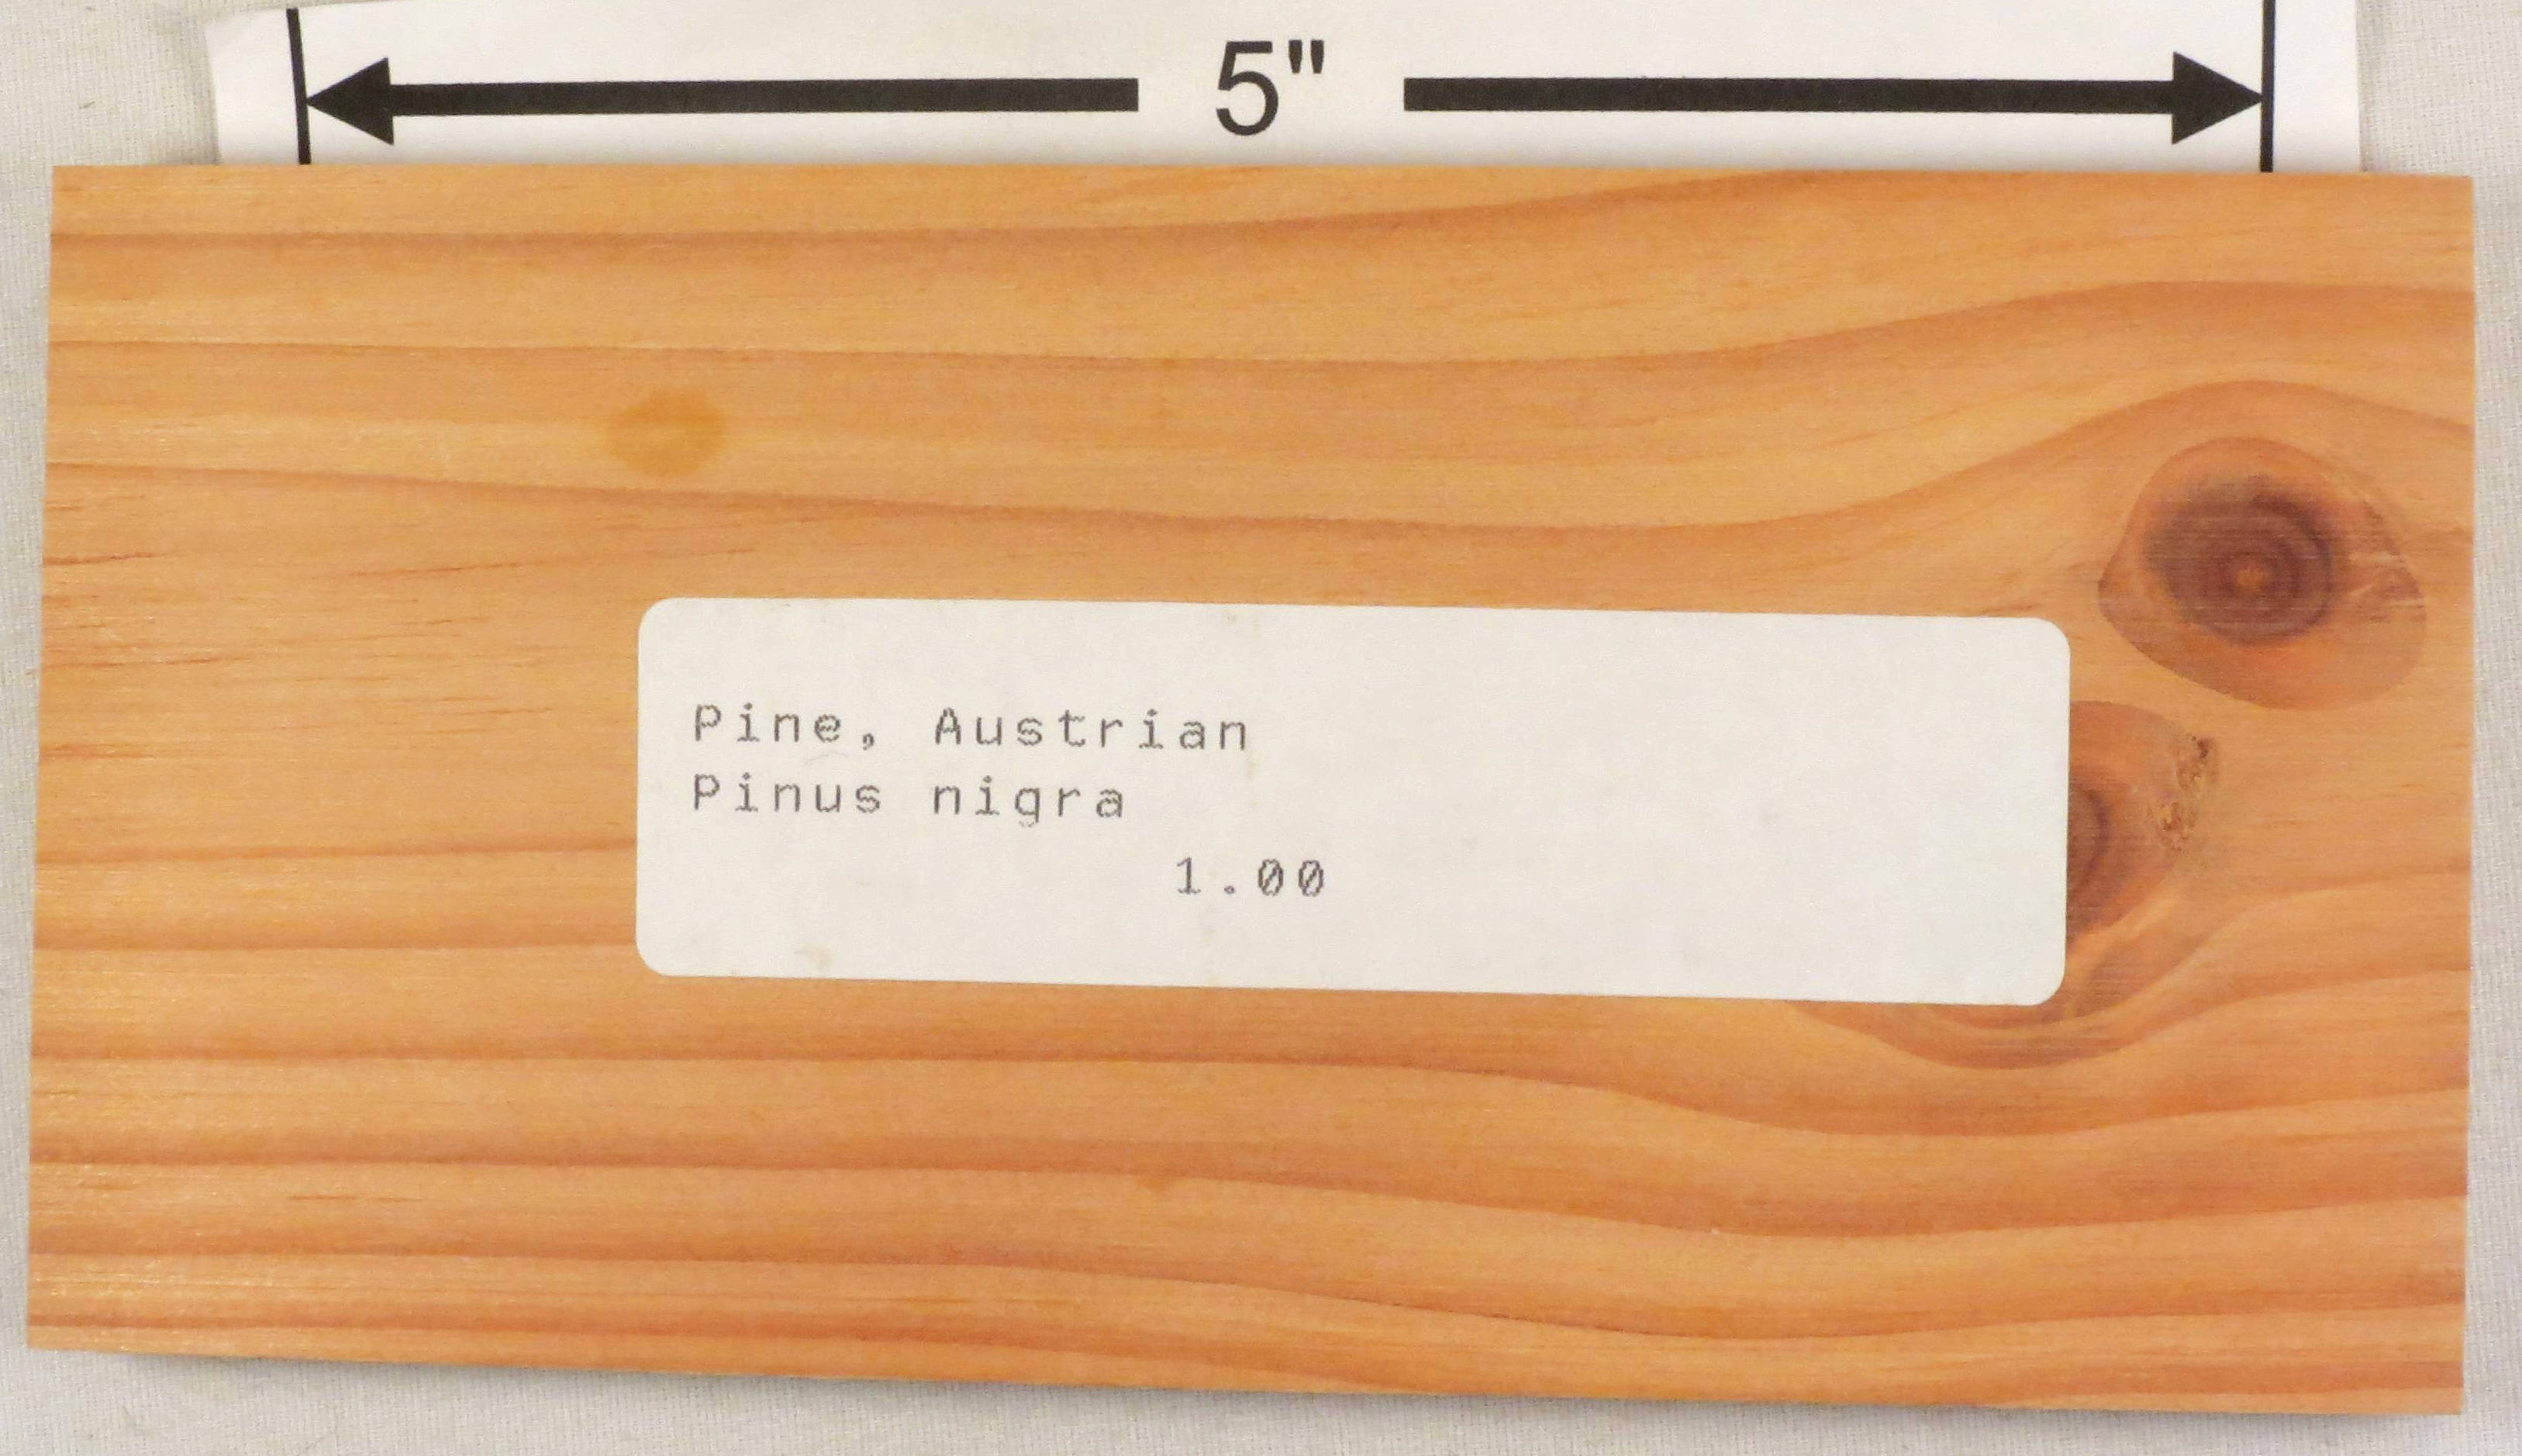 5"
Pine, Austrian
Pinus nigra
1.00